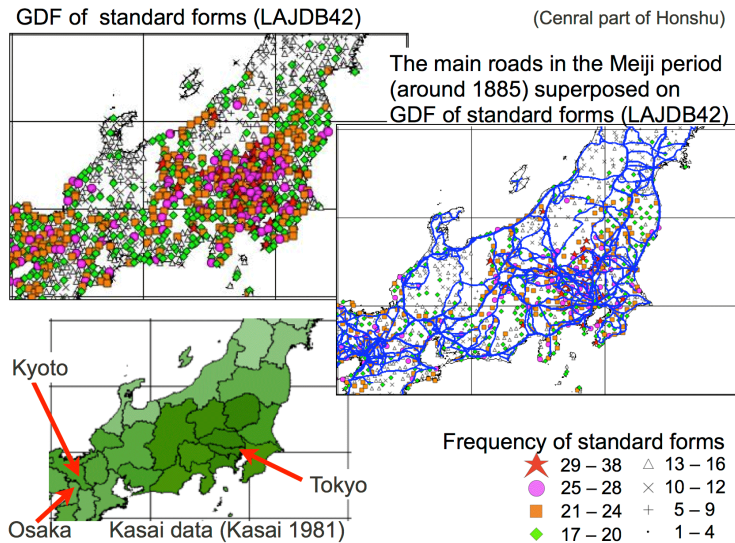 GDF of standard forms (LAJDB42)
(Cenral part of Honshu)
The main roads in the Meiji period
(around 1885) superposed on
GDF of standard forms (LAJDB42)
Kyoto
Tokyo
Osaka
Kasai data (Kasai 1981)
Frequency of standard forms
29 – 38
13 – 16
25 – 28
10 – 12
21 – 24
5 – 9
17 – 20
1 – 4